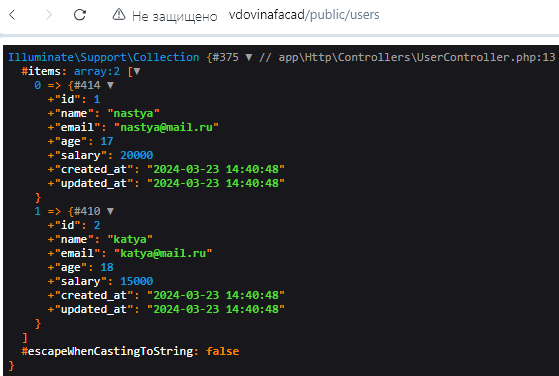 Не защищено vdovinafacad/public/users
Illuminate\Support\Collection {#375 ▼ // app\Http\Controllers\UserController.php:13
#items: array:2 [▼
0 => {#414 ▼
+"id": 1
+"name": "nastya"
+"email": "nastya@mail.ru"
+"age": 17
+"salary": 20000
+"created_at": "2024-03-23 14:40:48"
+"updated_at": "2024-03-23 14:40:48"
}
1 => {#410 ▼
+"id": 2
+"name": "katya"
+"email": "katya@mail.ru"
+"age": 18
+"salary": 15000
+"created_at": "2024-03-23 14:40:48"
+"updated_at": "2024-03-23 14:40:48"
}
]
#escapeWhenCastingToString: false
}